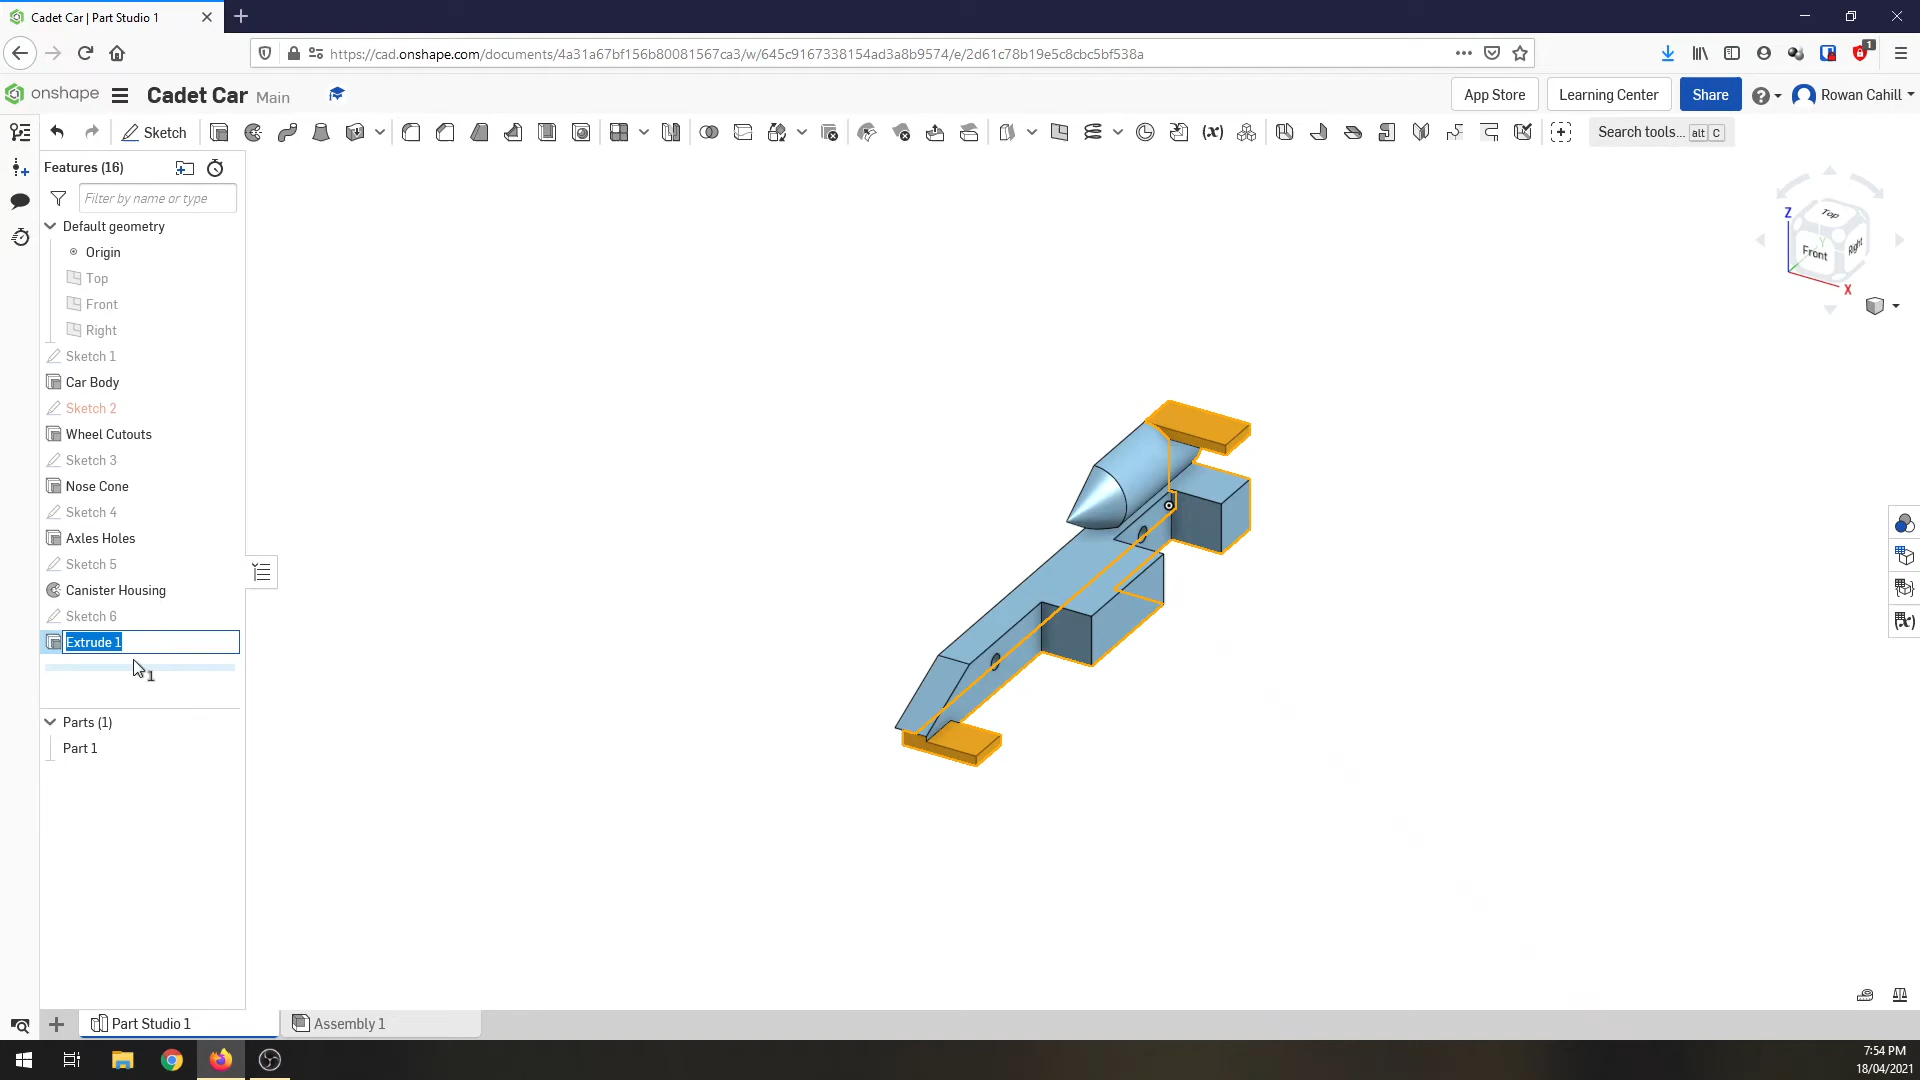 Cadet Car | Part Studio 1
https://cad.onshape.com/documents/4a31a67bf156b80081567ca3/w/645c9167338154ad3a8b9574/e/2d61c78b19e5c8cbc5bf538a
1
onshape
Cadet Car Main
App Store
Learning Center
Share
Rowan Cahill
Sketch
Search tools... alt C
Features (16)
Filter by name or type
Default geometry
Origin
Top
Front
Right
Sketch 1
Car Body
Sketch 2
Wheel Cutouts
Sketch 3
Nose Cone
Sketch 4
Axles Holes
Sketch 5
Canister Housing
Sketch 6
Extrude 1
1
Parts (1)
Part 1
Z
Top
Y
Front
Right
X
Part Studio 1
Assembly 1
7:54 PM
18/04/2021